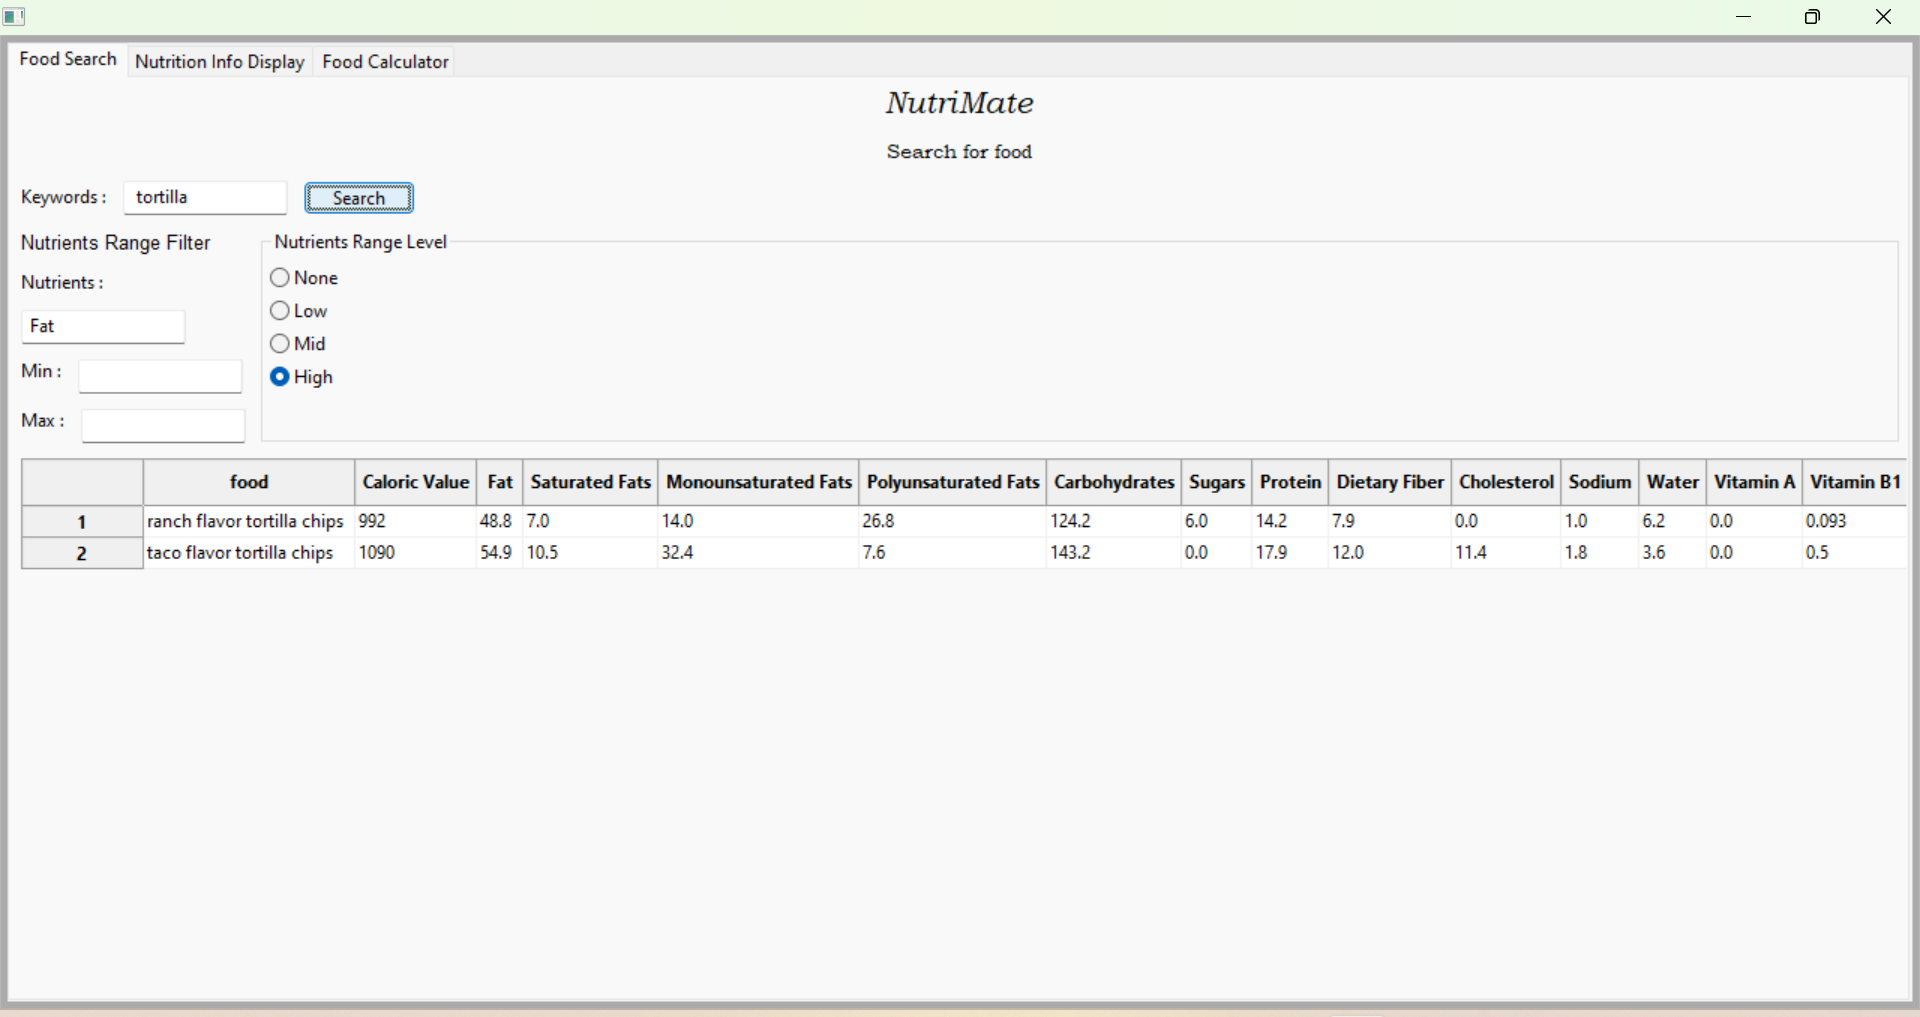 Food Search Nutrition Info Display Food Calculator
NutriMate
Search for food
Keywords : tortilla Search
Nutrients Range Filter Nutrients Range Level
None
Nutrients :
Low
Fat
Mid
Min :
High
Max :
food Caloric Value Fat Saturated Fats Monounsaturated Fats Polyunsaturated Fats Carbohydrates Sugars Protein Dietary Fiber Cholesterol Sodium Water Vitamin A Vitamin B1
1 ranch flavor tortilla chips 992 48.8 7.0 14.0 26.8 124.2 6.0 14.2 7.9 0.0 1.0 6.2 0.0 0.093
2 taco flavor tortilla chips 1090 54.9 10.5 32.4 7.6 143.2 0.0 17.9 12.0 11.4 1.8 3.6 0.0 0.5